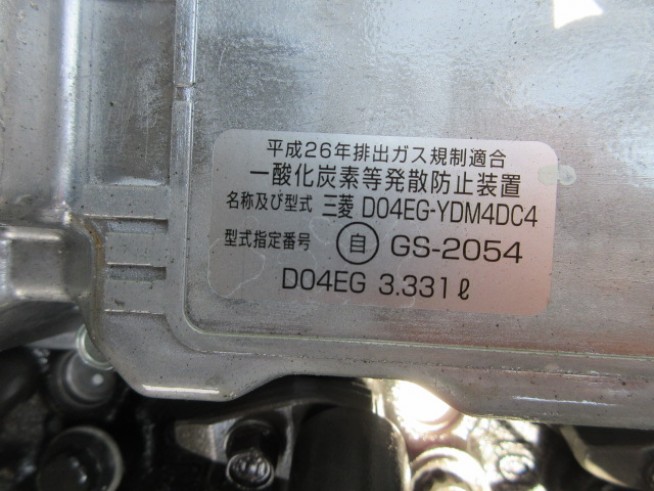 平成26年排出ガス規制適合
一酸化炭素等発散防止装置
名称及び型式 三菱 D04EG-YDM4DC4
型式指定番号 自 GS-2054
D04EG 3.331ℓ